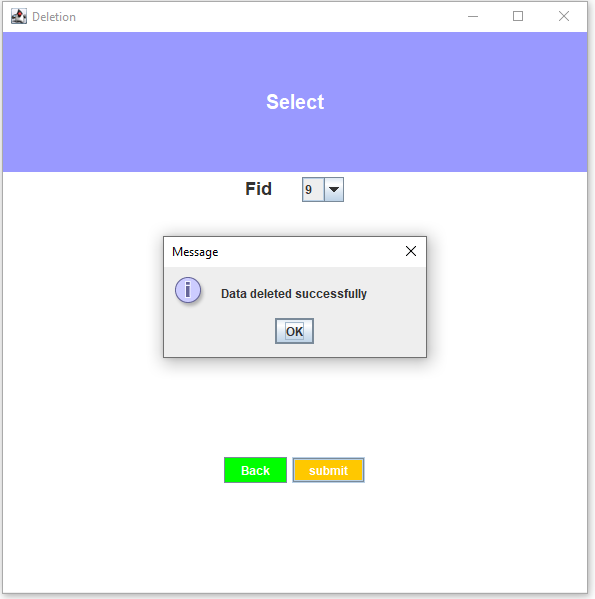 Deletion
Select
Fid 9
Message
Data deleted successfully
OK
Back submit